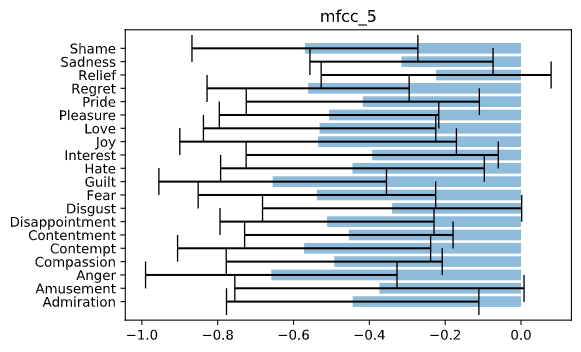 mfcc_5
Shame
Sadness
Relief
Regret
Pride
Pleasure
Love
Joy
Interest
Hate
Guilt
Fear
Disgust
Disappointment
Contentment
Contempt
Compassion
Anger
Amusement
Admiration
−1.0 −0.8 −0.6 −0.4 −0.2 0.0